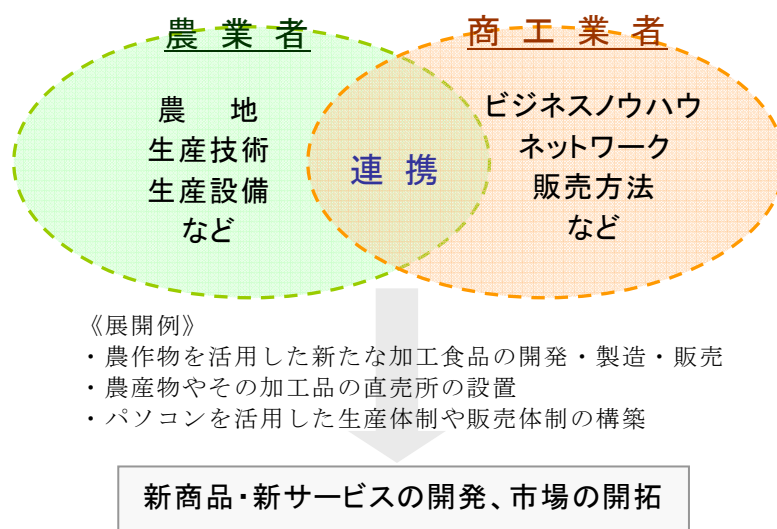 農業者
商工業者
農　地
生産技術
生産設備
など
連携
ビジネスノウハウ
ネットワーク
販売方法
など
《展開例》
・農作物を活用した新たな加工食品の開発・製造・販売
・農産物やその加工品の直売所の設置
・パソコンを活用した生産体制や販売体制の構築
新商品・新サービスの開発、市場の開拓